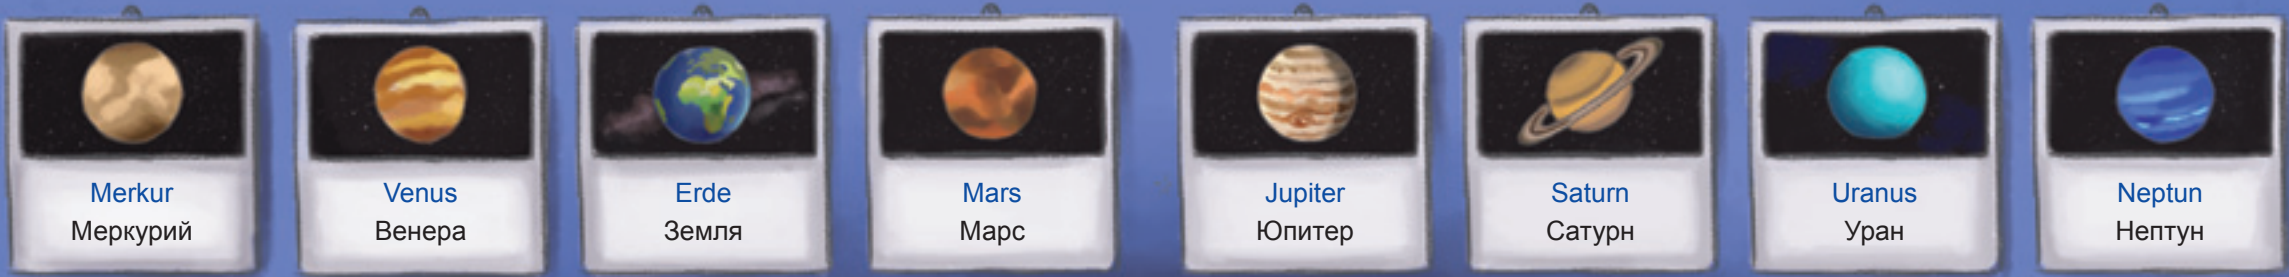 Merkur
Меркурий
Venus
Венера
Erde
Земля
Mars
Марс
Jupiter
Юпитер
Saturn
Сатурн
Uranus
Уран
Neptun
Нептун